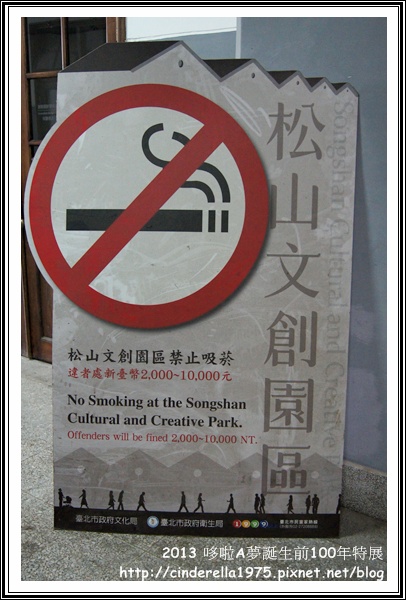 松山文創園區
Songshan Cultural and Creative
松山文創園區禁止吸菸
違者處新臺幣2,000~10,000元
No Smoking at the Songshan
Cultural and Creative Park.
Offenders will be fined 2,000~10,000 NT.
臺北市政府文化局 臺北市政府衛生局 1999
2013 哆啦A夢誕生前100年特展
http://cinderella1975.pixnet.net/blog